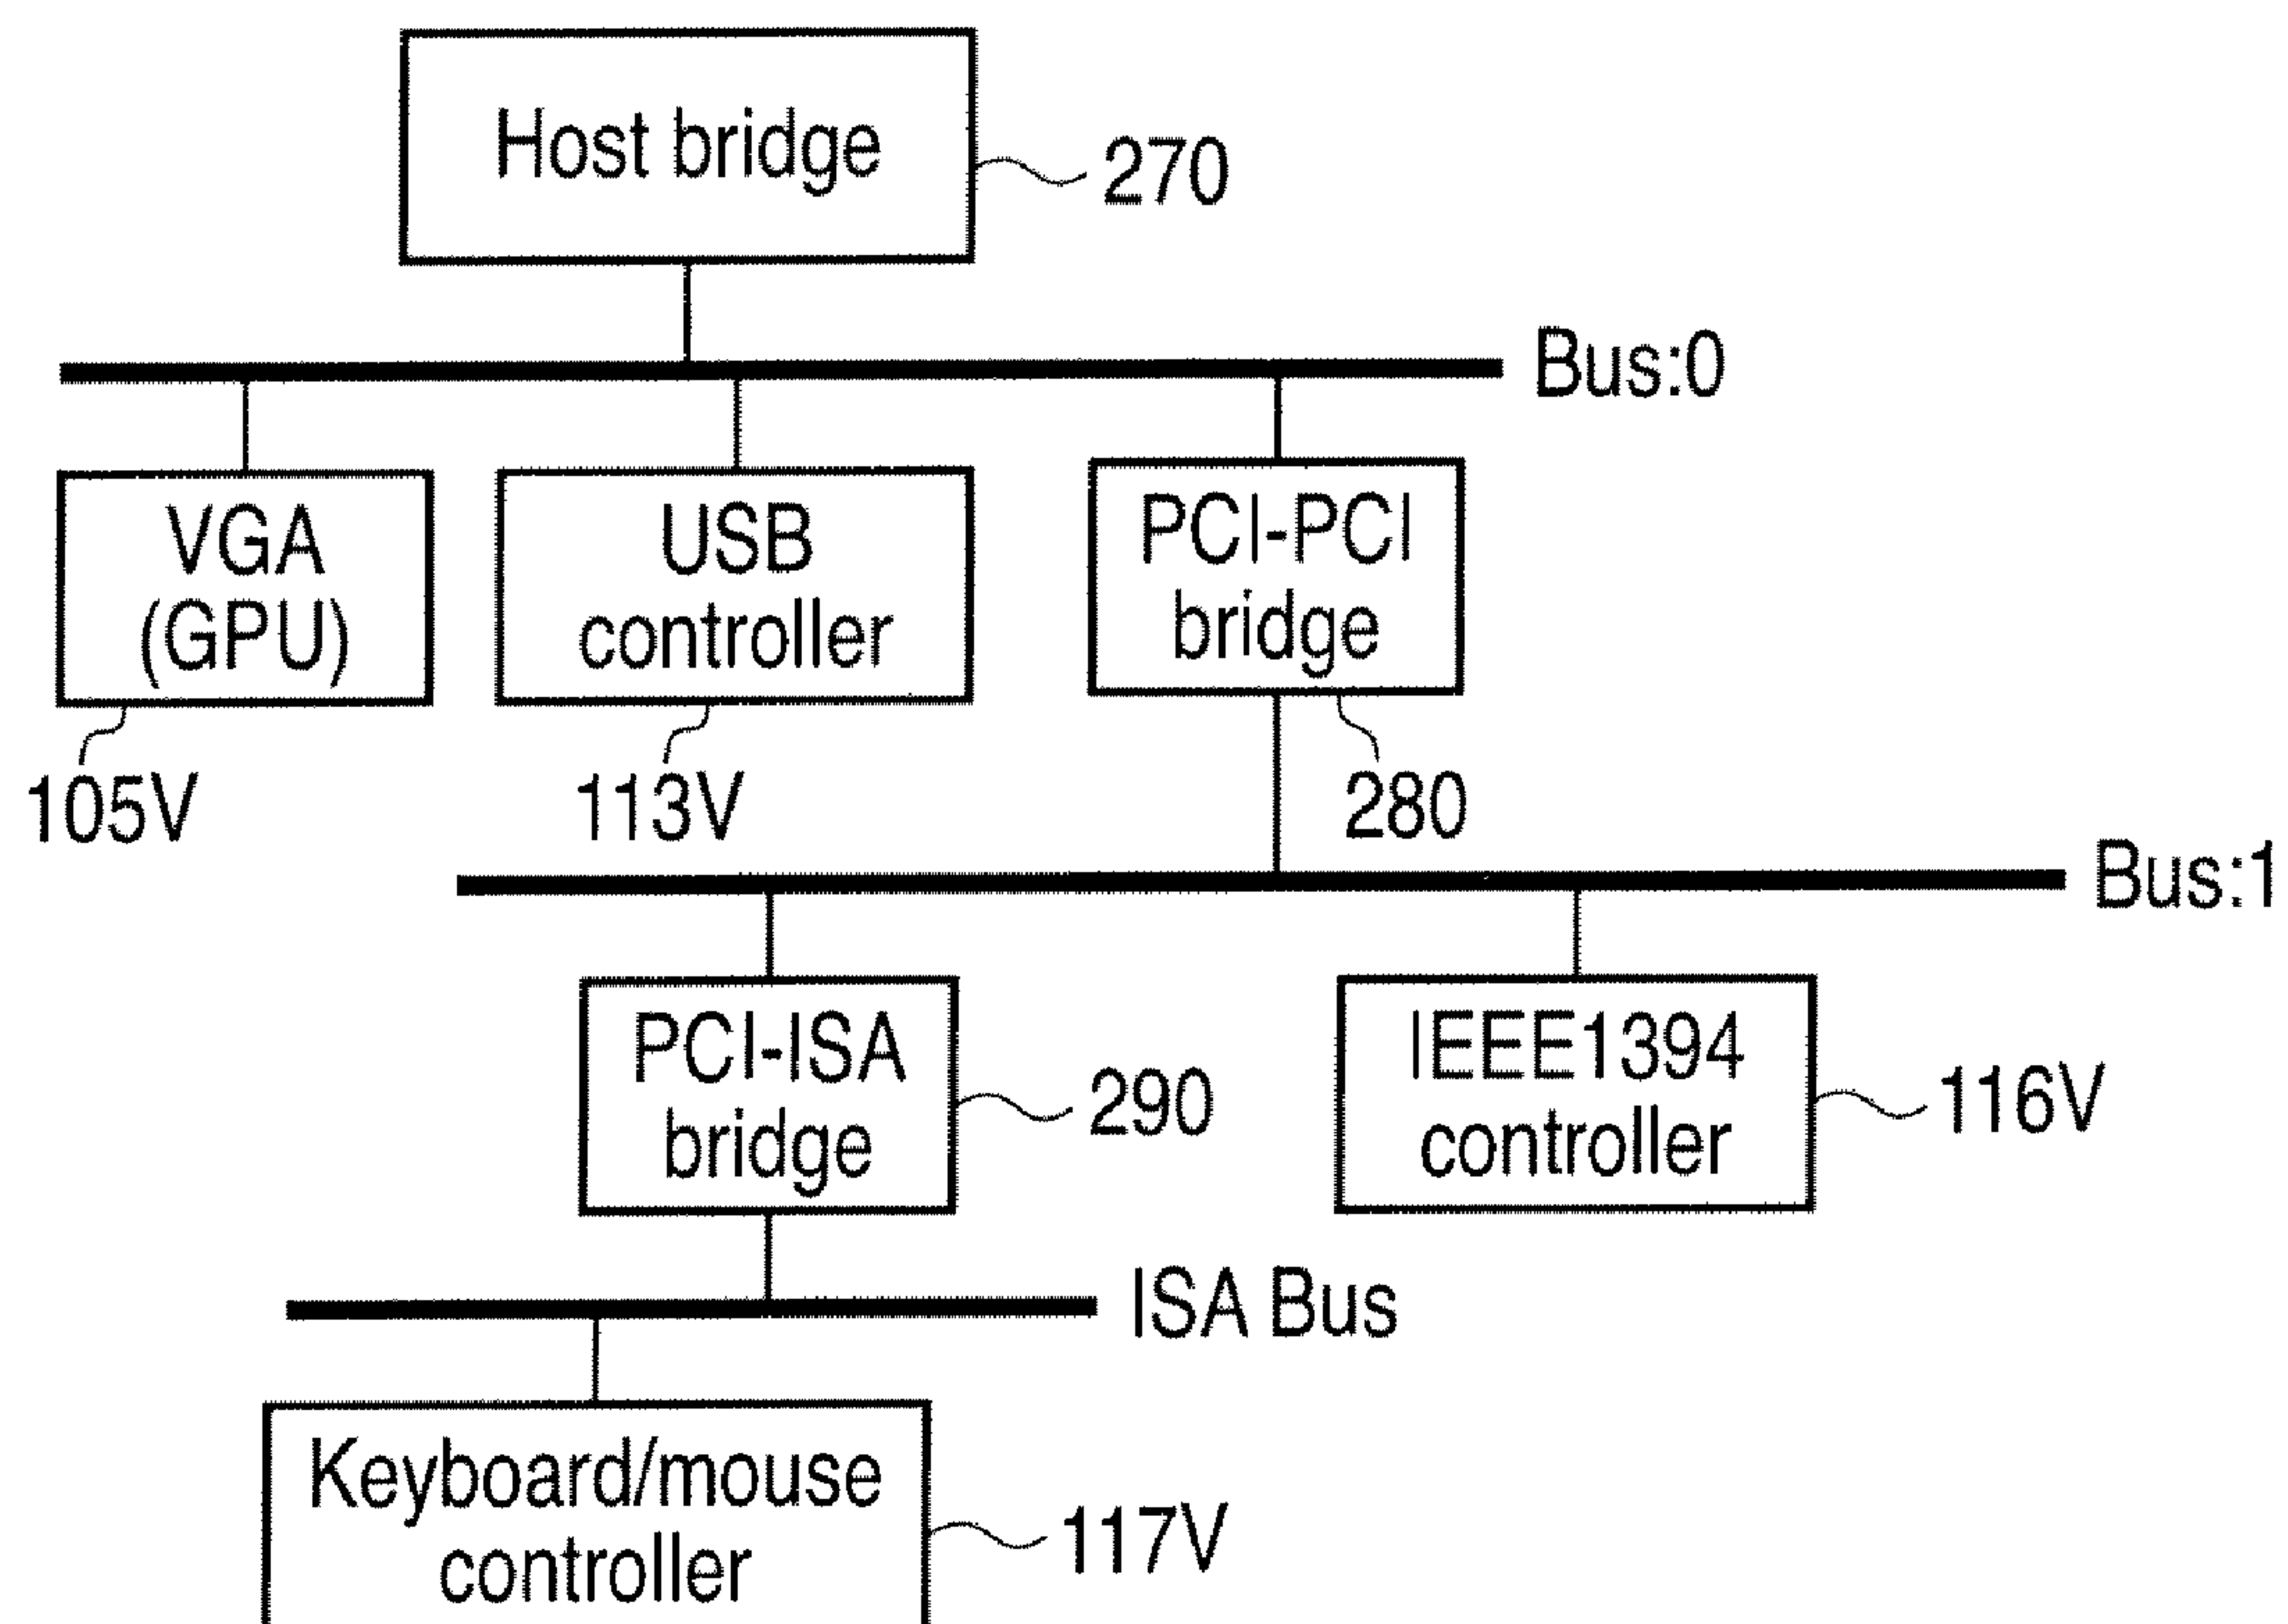 Host bridge
270
Bus:0
VGA
(GPU)
USB
controller
PCI-PCI
bridge
105V
113V
280
Bus:1
PCI-ISA
bridge
290
IEEE1394
controller
116V
ISA Bus
Keyboard/mouse
controller
117V